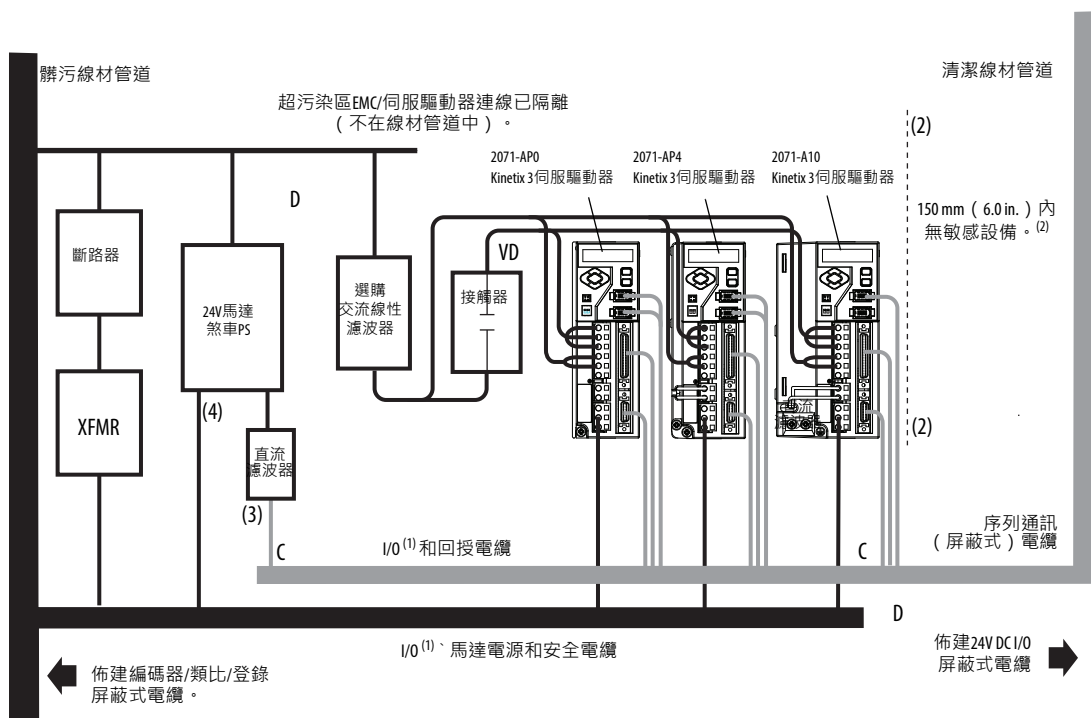 髒污線材管道
清潔線材管道
超污染區EMC/伺服驅動器連線已隔離
（不在線材管道中）。
(2)
2071-AP0
Kinetix 3伺服驅動器
2071-AP4
Kinetix 3伺服驅動器
2071-A10
Kinetix 3伺服驅動器
D
150 mm（6.0 in.）內
無敏感設備。(2)
斷路器
24V馬達
煞車PS
選購
交流線性
濾波器
VD
接觸器
XFMR
(4)
直流
濾波器
(2)
(3)
C
I/O (1) 和回授電纜
C
序列通訊
（屏蔽式）電纜
D
I/O (1)、馬達電源和安全電纜
佈建編碼器/類比/登錄
屏蔽式電纜。
佈建24V DC I/O
屏蔽式電纜